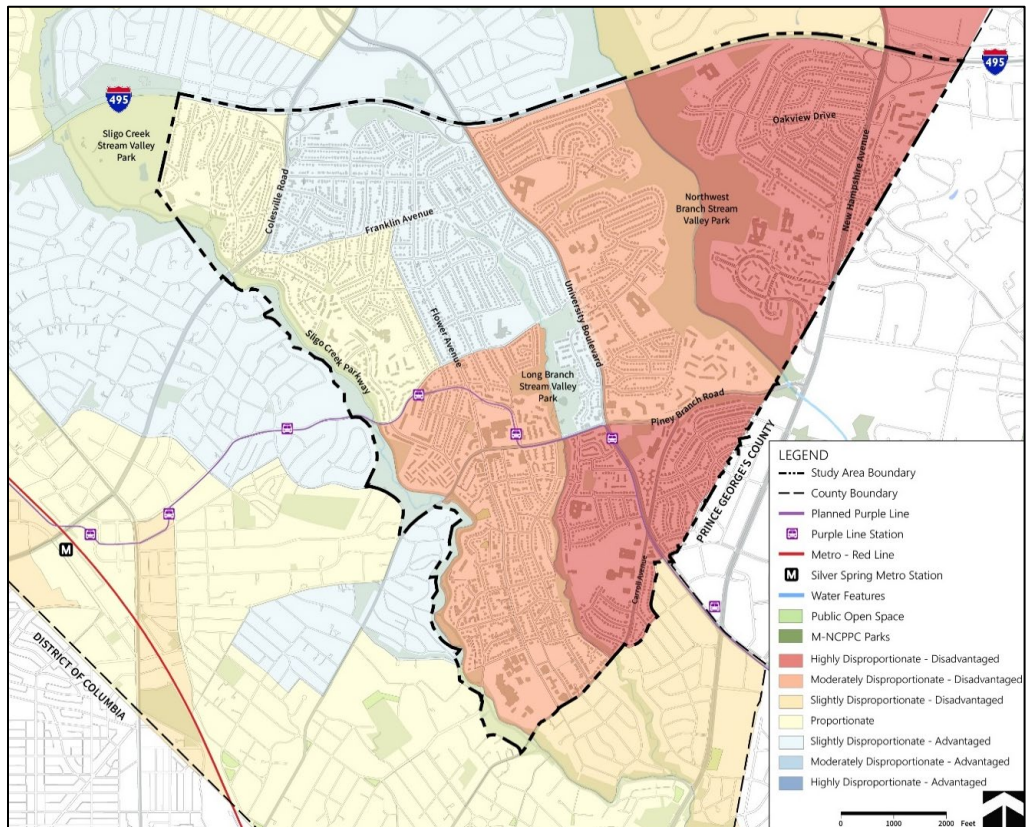 495
495
Sligo Creek
Stream Valley
Park
Oakview Drive
Colesville Road
New Hampshire Avenue
Northwest
Branch Stream
Valley Park
Franklin Avenue
University Boulevard
Flower Avenue
Sligo Creek Parkway
Long Branch
Stream Valley
Park
Piney Branch Road
PRINCE GEORGE'S COUNTY
Carroll Avenue
M
DISTRICT OF COLUMBIA
LEGEND
Study Area Boundary
County Boundary
Planned Purple Line
Purple Line Station
Metro - Red Line
M Silver Spring Metro Station
Water Features
Public Open Space
M-NCPPC Parks
Highly Disproportionate - Disadvantaged
Moderately Disproportionate - Disadvantaged
Slightly Disproportionate - Disadvantaged
Proportionate
Slightly Disproportionate - Advantaged
Moderately Disproportionate - Advantaged
Highly Disproportionate - Advantaged
0 1000 2000 Feet